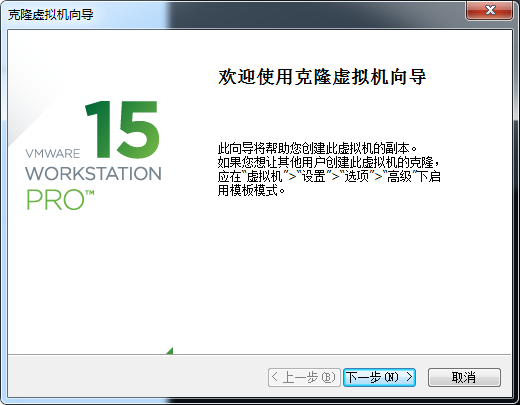 克隆虚拟机向导
欢迎使用克隆虚拟机向导
15
VMWARE
WORKSTATION
PRO™
此向导将帮助您创建此虚拟机的副本。
如果您想让其他用户创建此虚拟机的克隆，
应在“虚拟机”>“设置”>“选项”>“高级”下启
用模板模式。
< 上一步(B)
下一步(N) >
取消